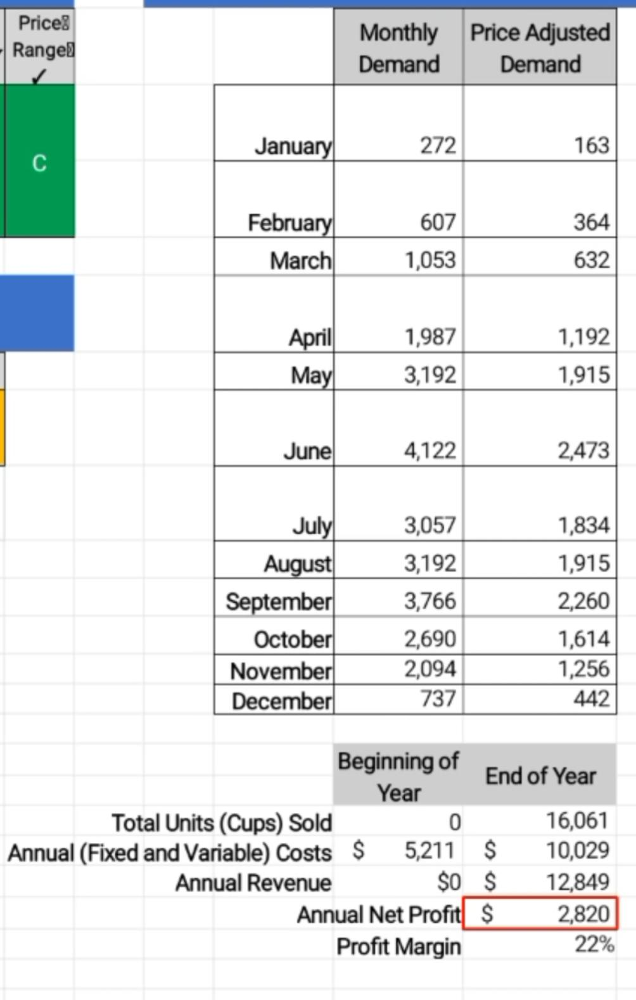 Price
Range
✓
C
Monthly Demand Price Adjusted Demand
January 272 163
February 607 364
March 1,053 632
April 1,987 1,192
May 3,192 1,915
June 4,122 2,473
July 3,057 1,834
August 3,192 1,915
September 3,766 2,260
October 2,690 1,614
November 2,094 1,256
December 737 442
Beginning of Year End of Year
Total Units (Cups) Sold 0 16,061
Annual (Fixed and Variable) Costs $ 5,211 $ 10,029
Annual Revenue $0 $ 12,849
Annual Net Profit $ 2,820
Profit Margin 22%